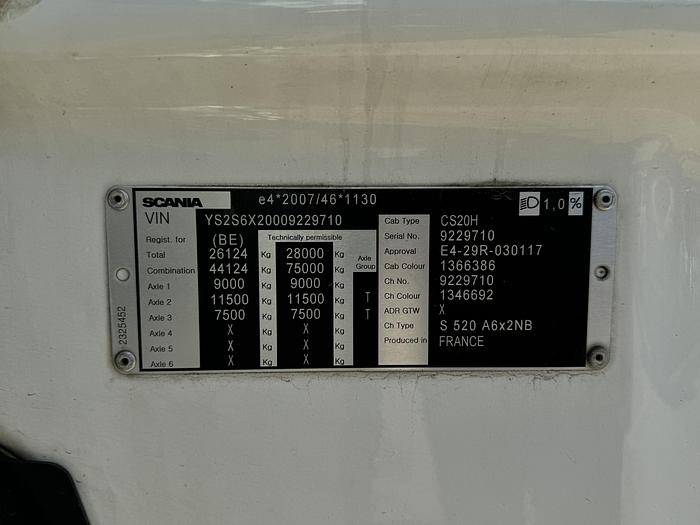 SCANIA e4*2007/46*1130 1,0 %
VIN YS2S6X20009229710 Cab Type CS20H
Serial No. 9229710
Regist. for (BE) Technically permissible Approval E4-29R-030117
Total 26124 Kg 28000 Kg Axle Group Cab Colour 1366386
Combination 44124 Kg 75000 Kg Ch No. 9229710
Axle 1 9000 Kg 9000 Kg Ch Colour 1346692
Axle 2 11500 Kg 11500 Kg T ADR GTW X
Axle 3 7500 Kg 7500 Kg T Ch Type S 520 A6x2NB
Axle 4 X Kg X Kg Produced in FRANCE
Axle 5 X Kg X Kg
Axle 6 X Kg X Kg
2325452